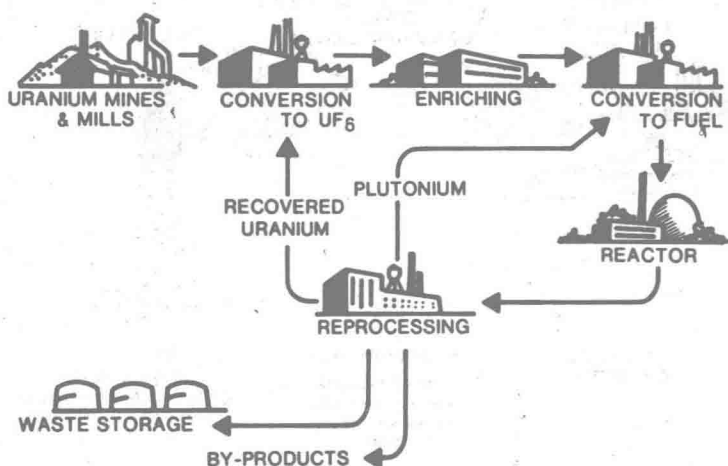 URANIUM MINES
& MILLS
CONVERSION
TO UF6
ENRICHING
CONVERSION
TO FUEL
PLUTONIUM
RECOVERED
URANIUM
REACTOR
REPROCESSING
WASTE STORAGE
BY-PRODUCTS